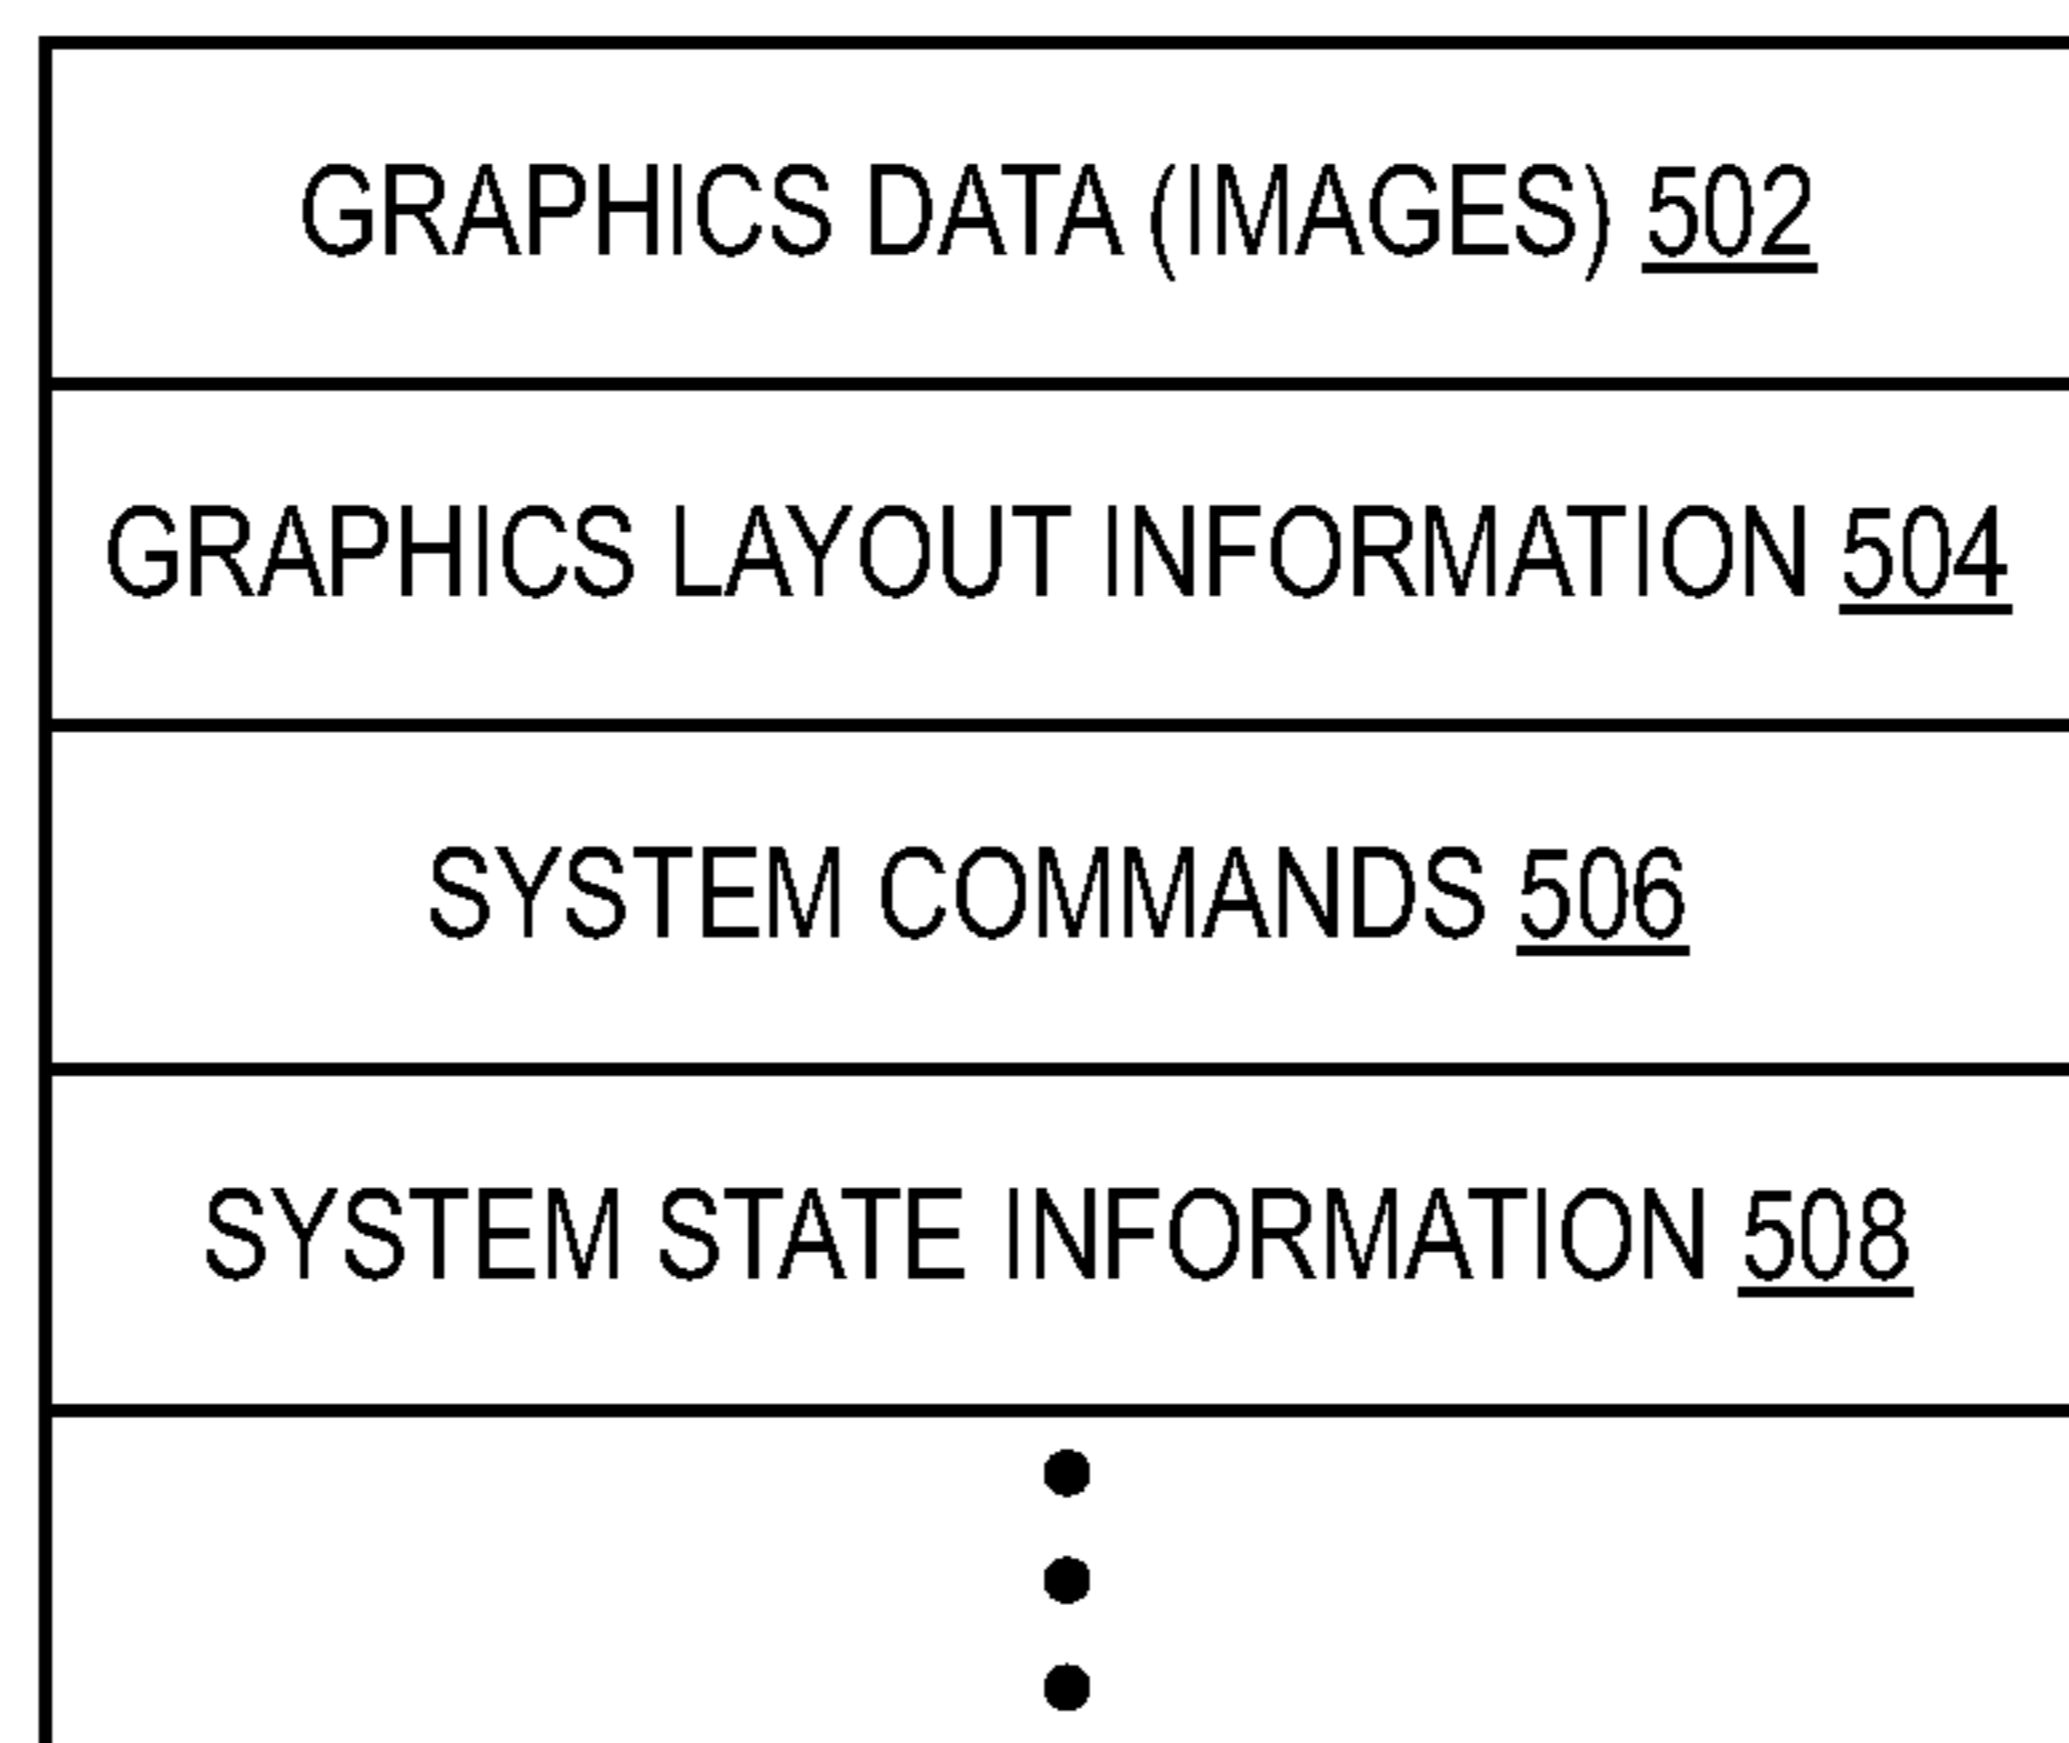 GRAPHICS DATA (IMAGES) 502
GRAPHICS LAYOUT INFORMATION 504
SYSTEM COMMANDS 506
SYSTEM STATE INFORMATION 508